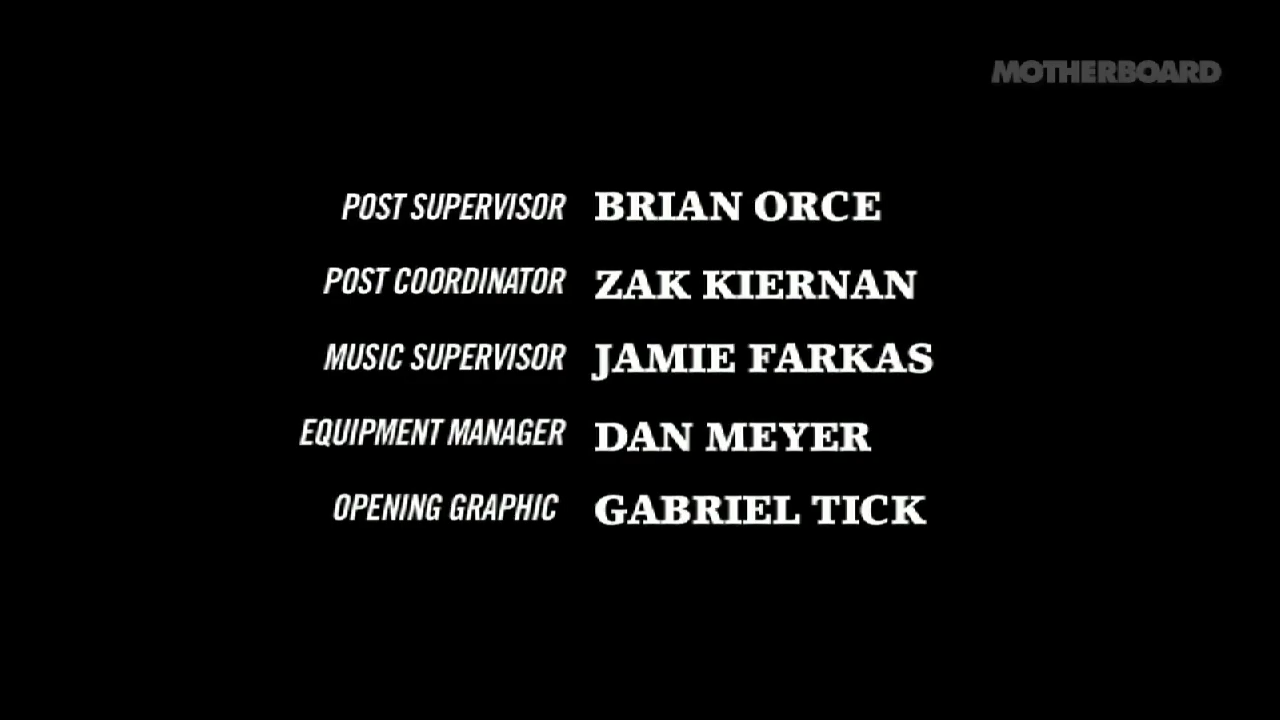 MOTHERBOARD
POST SUPERVISOR BRIAN ORCE
POST COORDINATOR ZAK KIERNAN
MUSIC SUPERVISOR JAMIE FARKAS
EQUIPMENT MANAGER DAN MEYER
OPENING GRAPHIC GABRIEL TICK